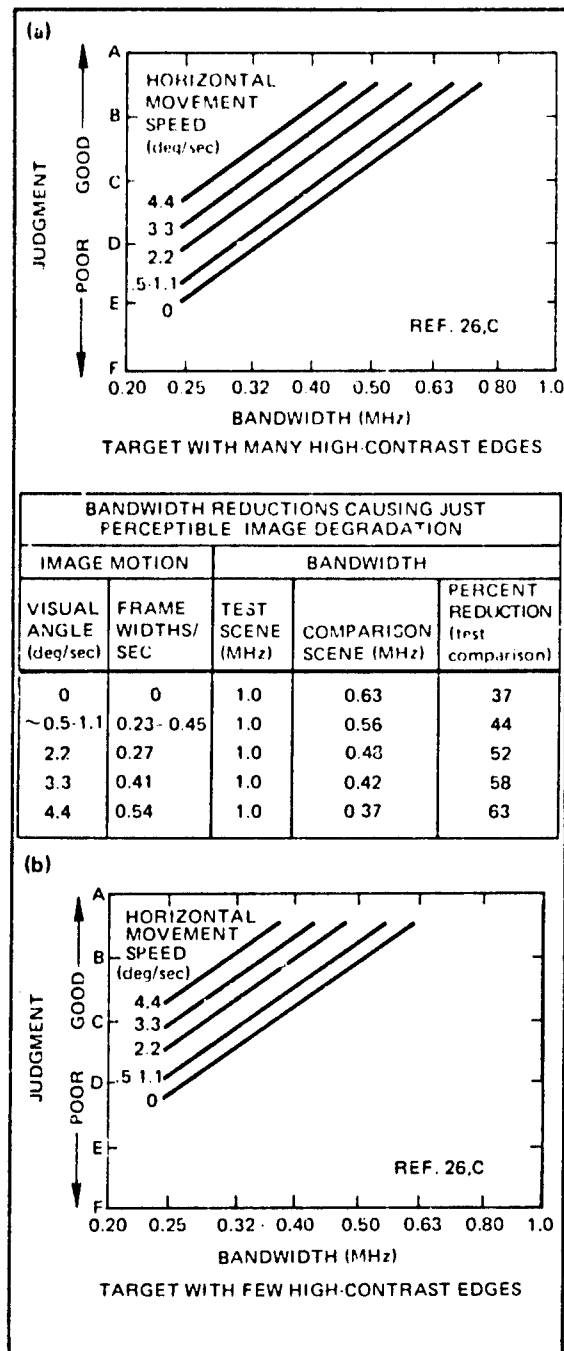 (a)
A
B
C
D
E
F
JUDGMENT
GOOD
POOR
HORIZONTAL
MOVEMENT
SPEED
(deg/sec)
4.4
3.3
2.2
.5-1.1
0
REF. 26,C
0.20 0.25 0.32 0.40 0.50 0.63 0.80 1.0
BANDWIDTH (MHz)
TARGET WITH MANY HIGH-CONTRAST EDGES
BANDWIDTH REDUCTIONS CAUSING JUST
PERCEPTIBLE IMAGE DEGRADATION
IMAGE MOTION BANDWIDTH
VISUAL ANGLE (deg/sec) FRAME WIDTHS/ SEC TEST SCENE (MHz) COMPARISON SCENE (MHz) PERCENT REDUCTION (test comparison)
0 0 1.0 0.63 37
~0.5-1.1 0.23-0.45 1.0 0.56 44
2.2 0.27 1.0 0.48 52
3.3 0.41 1.0 0.42 58
4.4 0.54 1.0 0.37 63
(b)
A
B
C
D
E
F
JUDGMENT
GOOD
POOR
HORIZONTAL
MOVEMENT
SPEED
(deg/sec)
4.4
3.3
2.2
.5 1.1
0
REF. 26,C
0.20 0.25 0.32 0.40 0.50 0.63 0.80 1.0
BANDWIDTH (MHz)
TARGET WITH FEW HIGH-CONTRAST EDGES